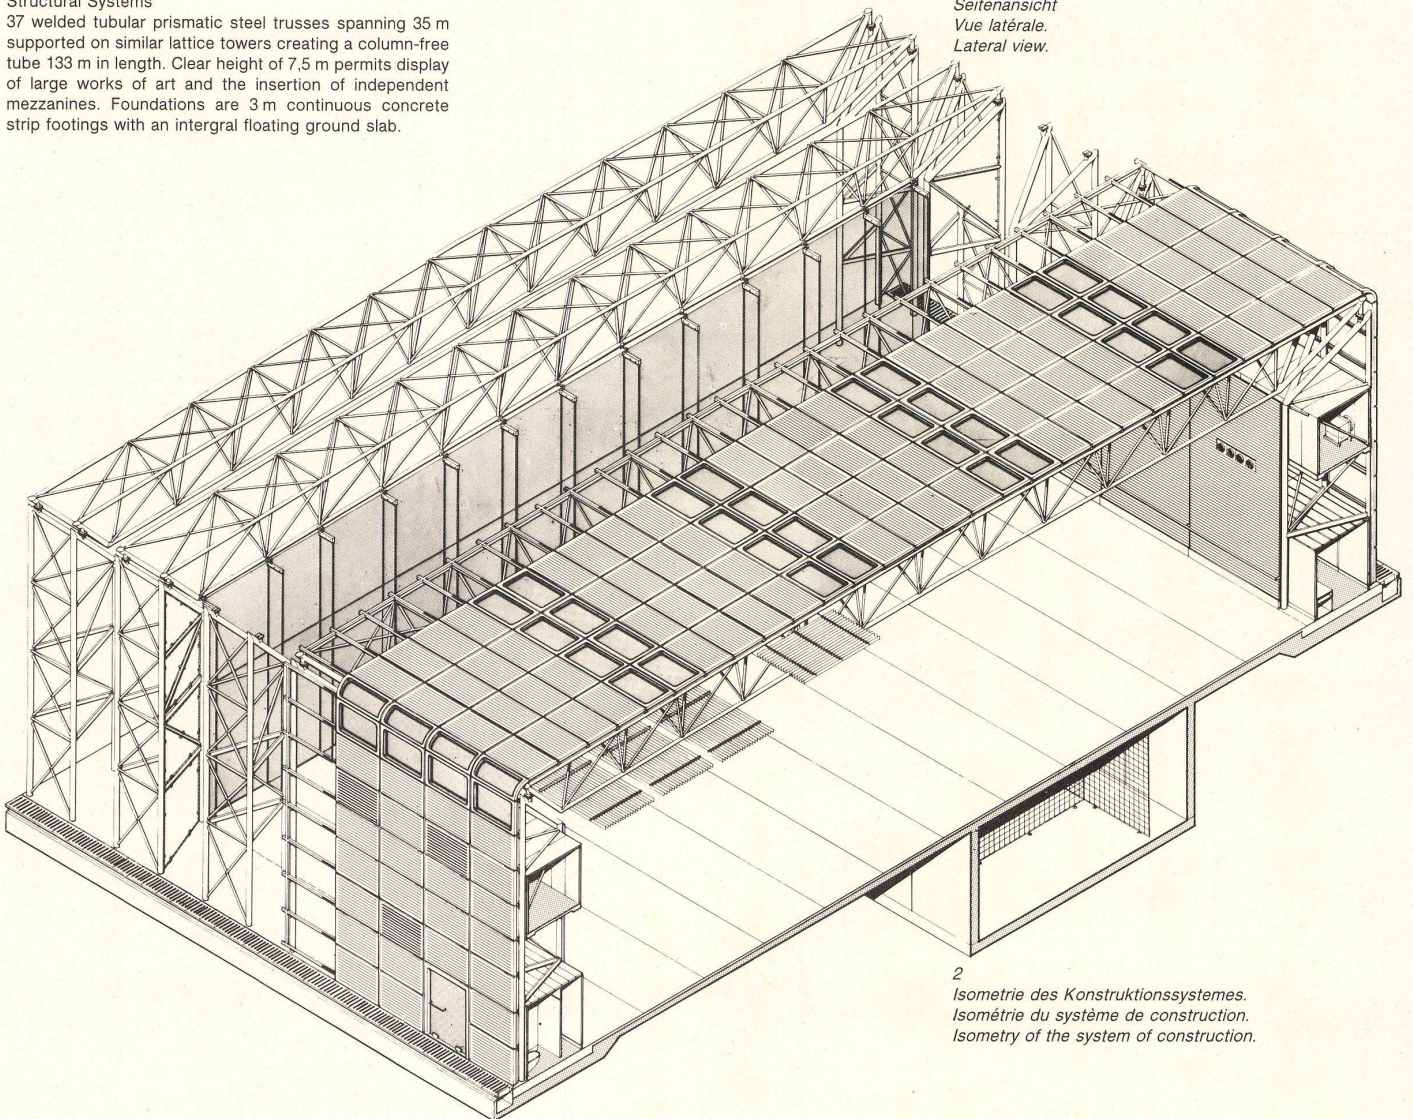 Structural Systems
37 welded tubular prismatic steel trusses spanning 35 m
supported on similar lattice towers creating a column-free
tube 133 m in length. Clear height of 7,5 m permits display
of large works of art and the insertion of independent
mezzanines. Foundations are 3 m continuous concrete
strip footings with an intergral floating ground slab.
Seitenansicht
Vue latérale.
Lateral view.
2
Isometrie des Konstruktionssystemes.
Isométrie du système de construction.
Isometry of the system of construction.